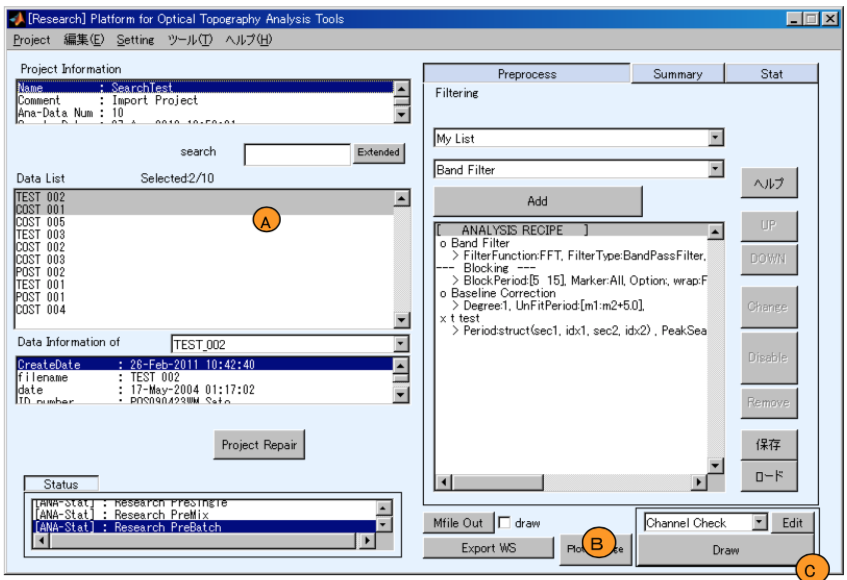 [Research] Platform for Optical Topography Analysis Tools
Project 編集(E) Setting ツール(T) ヘルプ(H)
Project Information
Name : SearchTest
Comment : Import Project
Ana-Data Num : 10
search
Extended
Data List
Selected:2/10
TEST 002
COST 001
COST 005
TEST 003
COST 002
COST 003
POST 002
TEST 001
POST 001
COST 004
A
Data Information of
TEST_002
CreateDate : 26-Feb-2011 10:42:40
filename : TEST 002
date : 17-May-2004 01:17:02
ID_number : POS090423WM_Sato
Project Repair
Status
[ANA-Stat] : Research PreSingle
[ANA-Stat] : Research PreMix
[ANA-Stat] : Research PreBatch
Preprocess
Summary
Stat
Filtering
My List
Band Filter
Add
[ ANALYSIS RECIPE ]
o Band Filter
> FilterFunction:FFT, FilterType:BandPassFilter,
--- Blocking ---
> BlockPeriod:[5 15], Marker:All, Option:, wrap:F
o Baseline Correction
> Degree:1, UnFitPeriod:[m1:m2+5.0],
x t test
> Period:struct(sec1, idx1, sec2, idx2) , PeakSea
ヘルプ
UP
DOWN
Change
Disable
Remove
保存
ロード
Mfile Out
draw
Export WS
B
Channel Check
Edit
Draw
C